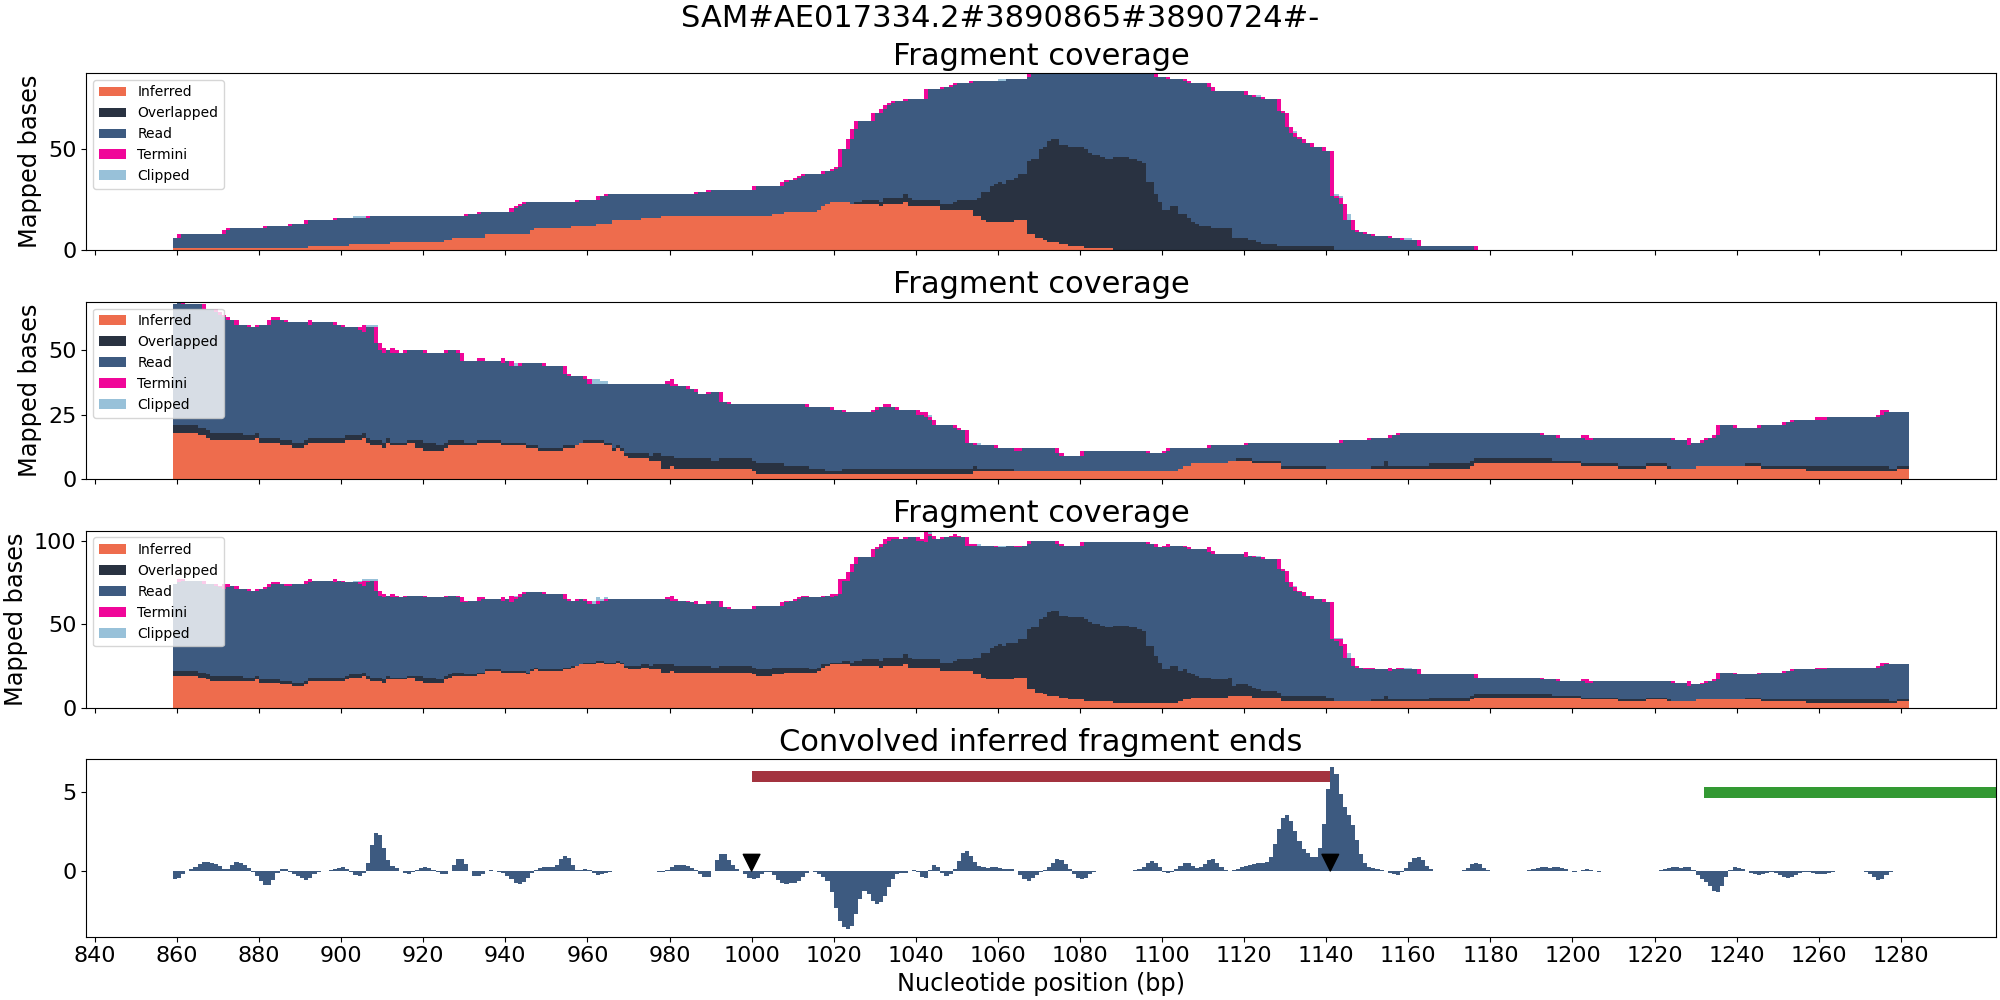 SAM#AE017334.2#3890865#3890724#-
Fragment coverage
Mapped bases
50
0
Inferred
Overlapped
Read
Termini
Clipped
Fragment coverage
Mapped bases
50
25
0
Inferred
Overlapped
Read
Termini
Clipped
Fragment coverage
Mapped bases
100
50
0
Inferred
Overlapped
Read
Termini
Clipped
Convolved inferred fragment ends
5
0
840 860 880 900 920 940 960 980 1000 1020 1040 1060 1080 1100 1120 1140 1160 1180 1200 1220 1240 1260 1280
Nucleotide position (bp)